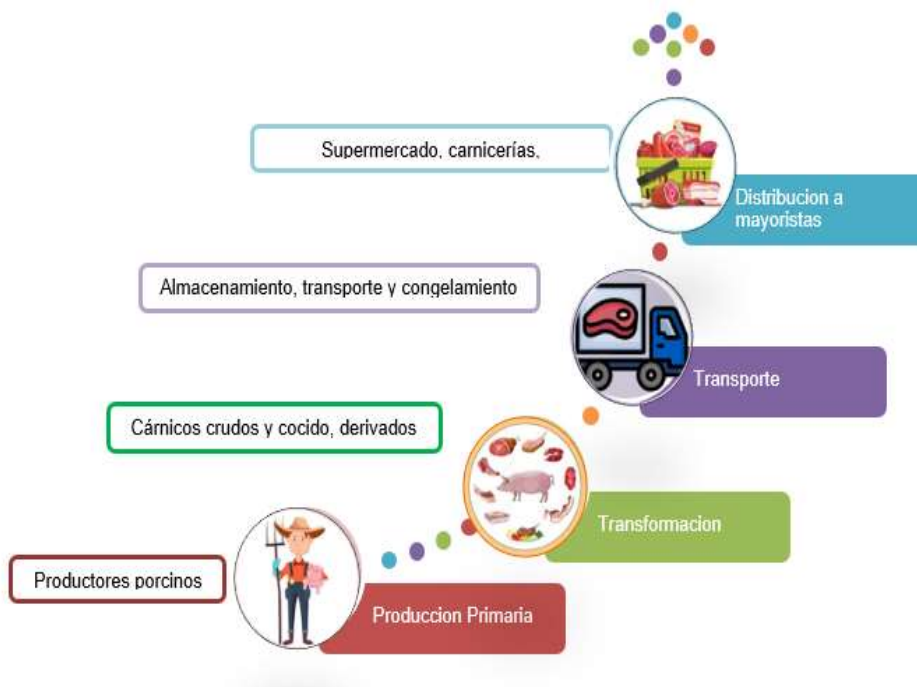 Supermercado, carnicerías,
Distribucion a
mayoristas
Almacenamiento, transporte y congelamiento
Transporte
Cárnicos crudos y cocido, derivados
Transformacion
Productores porcinos
Produccion Primaria